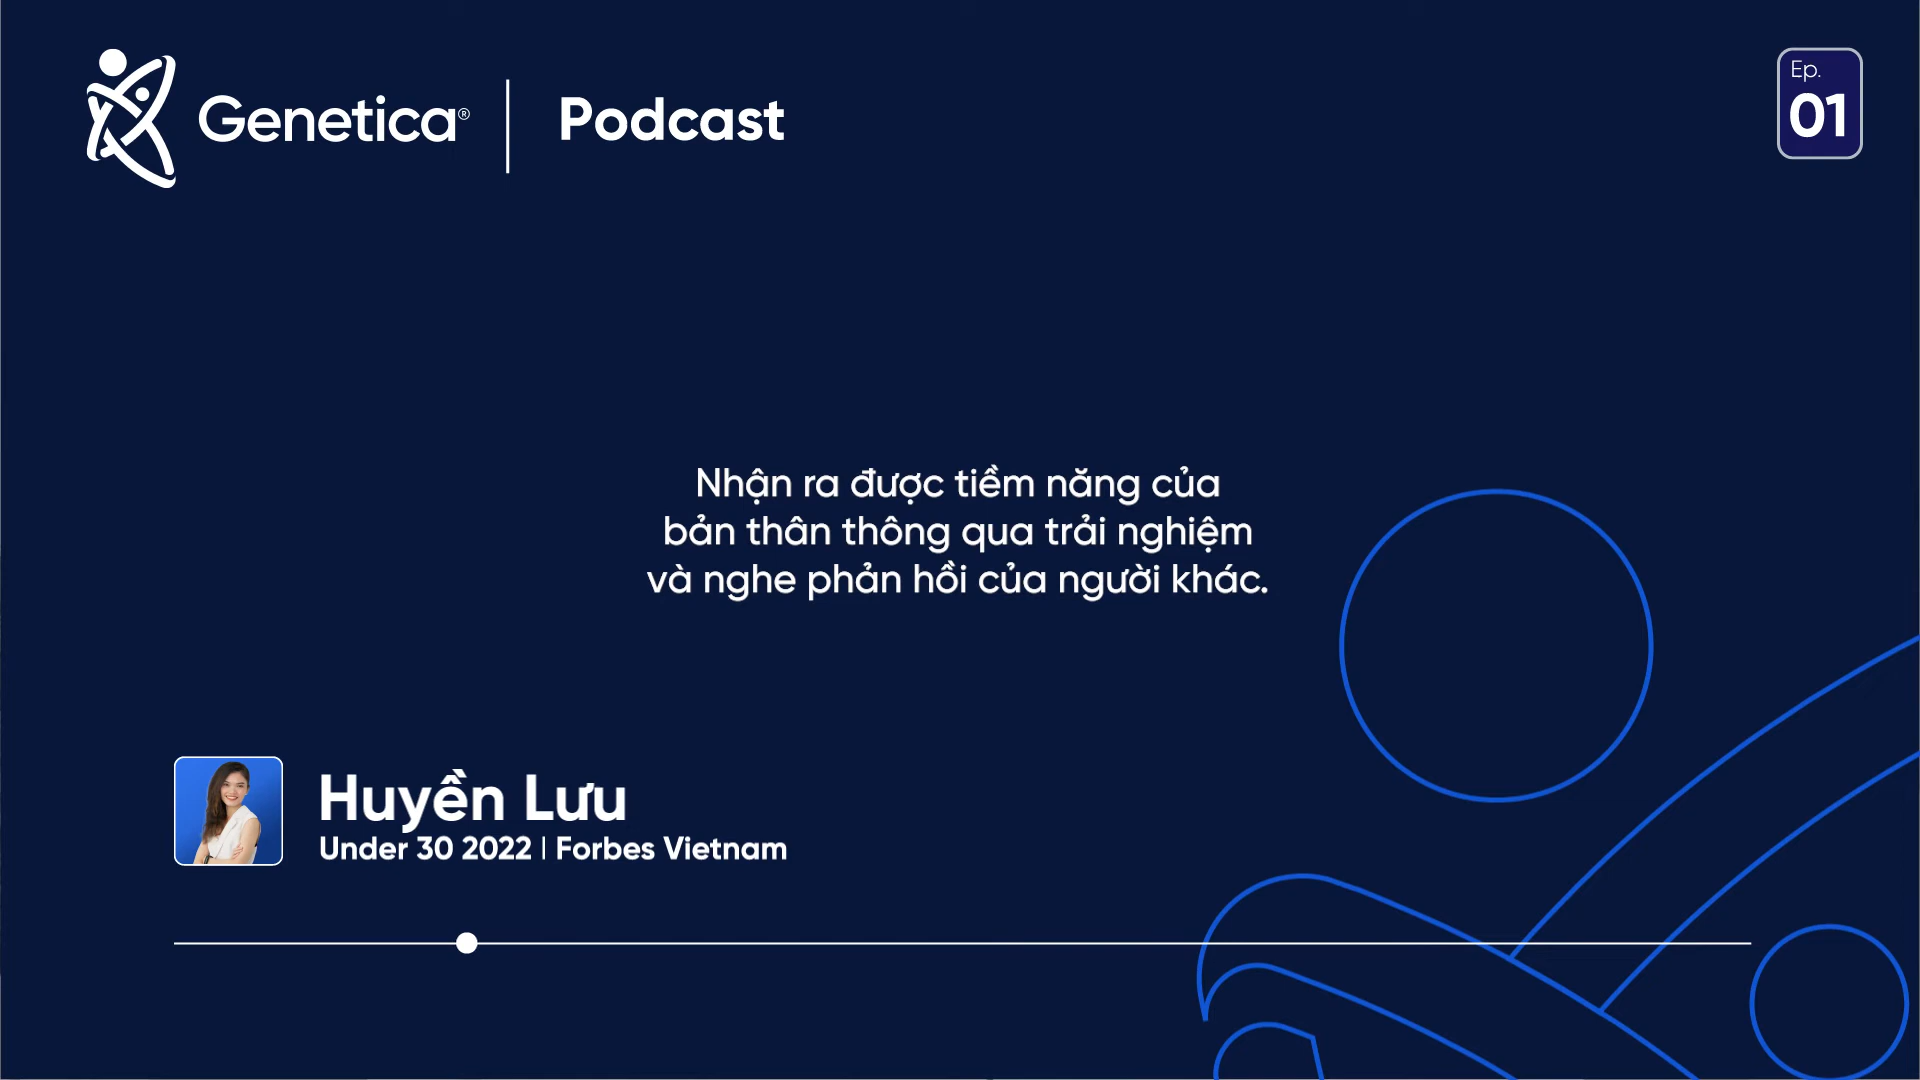 Genetica® | Podcast
Ep.
01
Nhận ra được tiềm năng của
bản thân thông qua trải nghiệm
và nghe phản hồi của người khác.
Huyền Lưu
Under 30 2022 | Forbes Vietnam